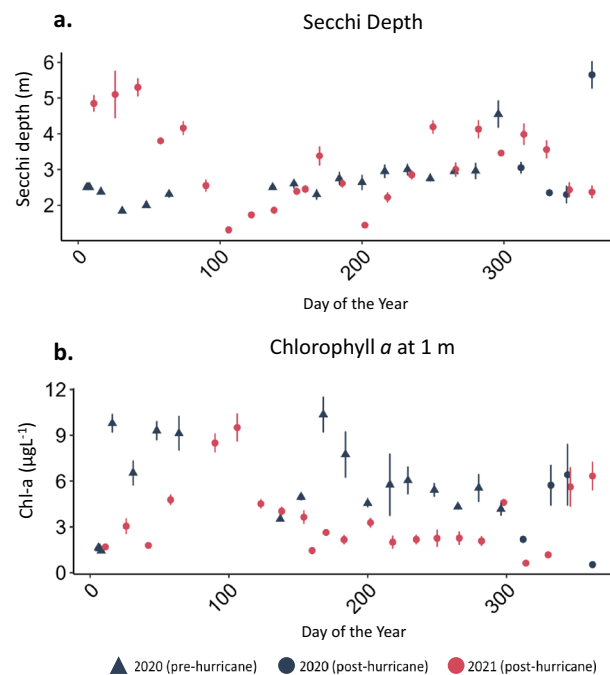 a. Secchi Depth
6
5
4
3
2
Secchi depth (m)
0 100 200 300
Day of the Year
b. Chlorophyll a at 1 m
12
9
6
3
0
Chl-a (µgL-1)
0 100 200 300
Day of the Year
2020 (pre-hurricane) 2020 (post-hurricane) 2021 (post-hurricane)